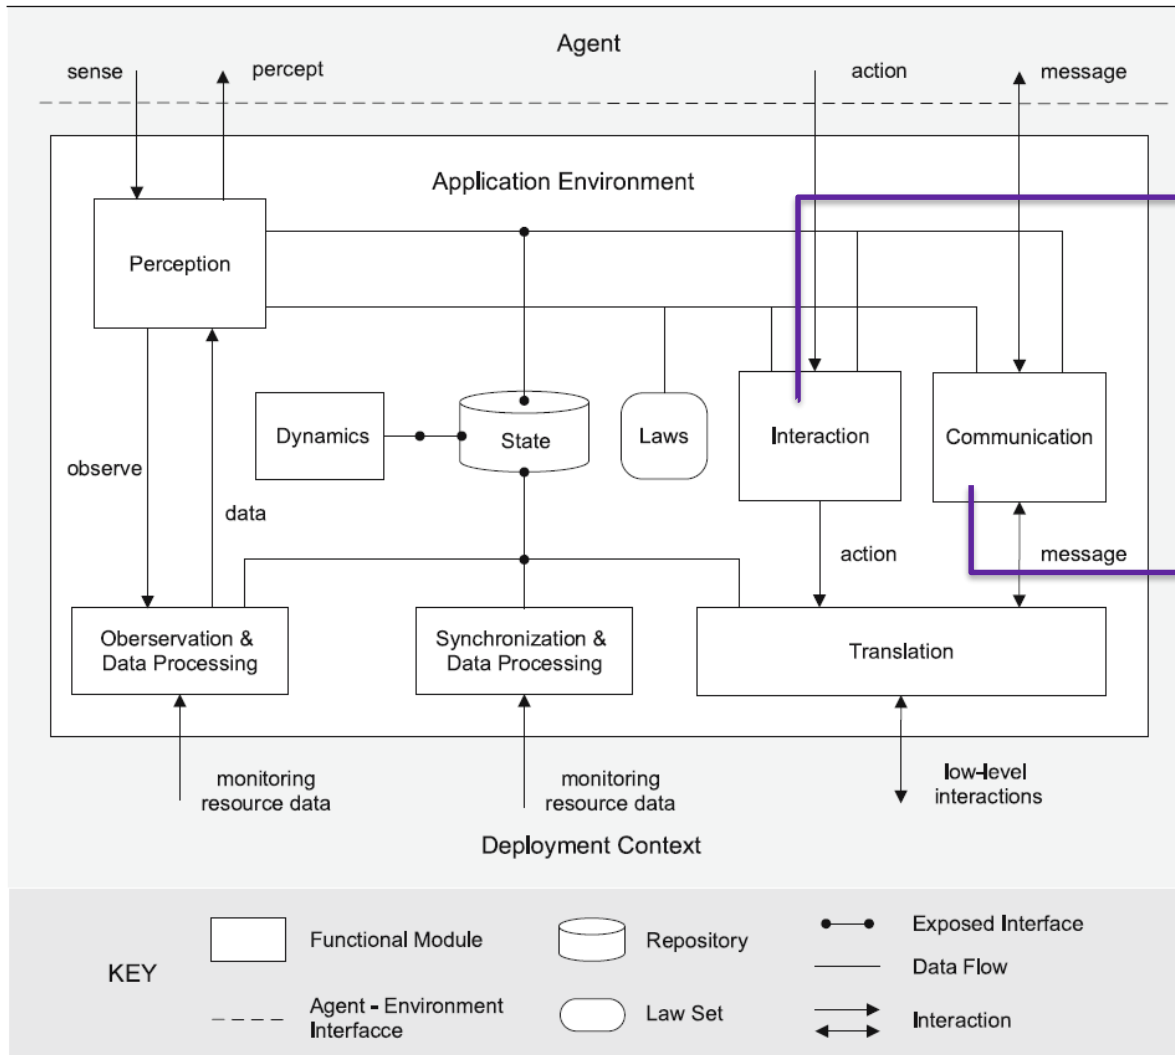 Agent
sense
percept
action
message
Application Environment
Perception
Dynamics
State
Laws
Interaction
Communication
observe
data
action
message
Oberservation &
Data Processing
Synchronization &
Data Processing
Translation
monitoring
resource data
monitoring
resource data
low-level
interactions
Deployment Context
KEY
Functional Module
Repository
Exposed Interface
Data Flow
Agent - Environment
Interfacce
Law Set
Interaction